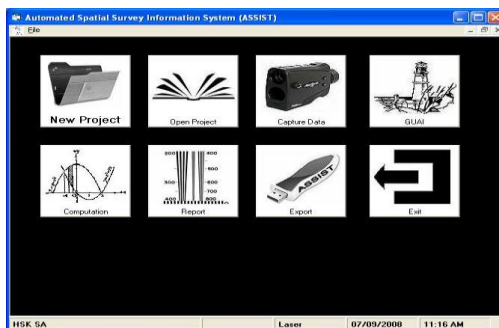 Automated Spatial Survey Information System (ASSIST)
File
New Project
Open Project
Capture Data
GUAI
Computation
Report
ASSIST
Export
Exit
HSK SA
Laser
07/09/2008
11:16 AM